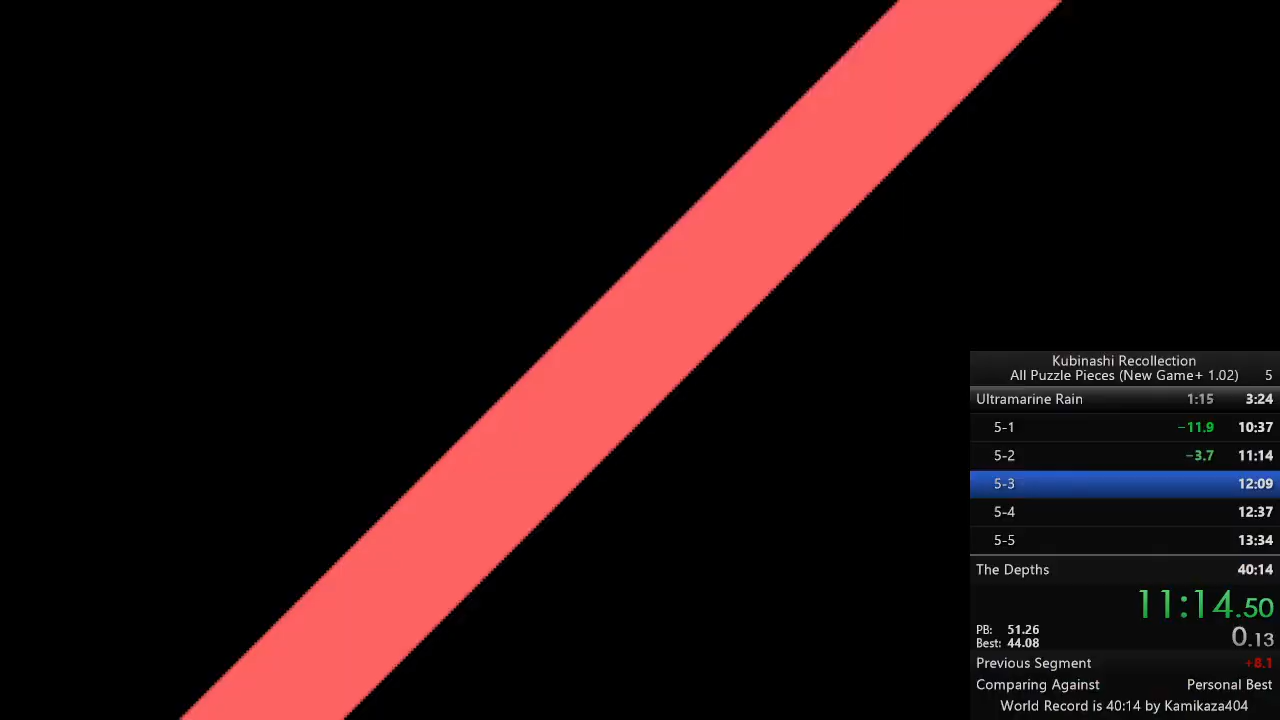 Kubinashi Recollection
All Puzzle Pieces (New Game+ 1.02) 5
Ultramarine Rain 1:15 3:24
5-1 −11.9 10:37
5-2 −3.7 11:14
5-3 12:09
5-4 12:37
5-5 13:34
The Depths 40:14
11:14.50
PB: 51.26
Best: 44.08
0.13
Previous Segment +8.1
Comparing Against Personal Best
World Record is 40:14 by Kamikaza404